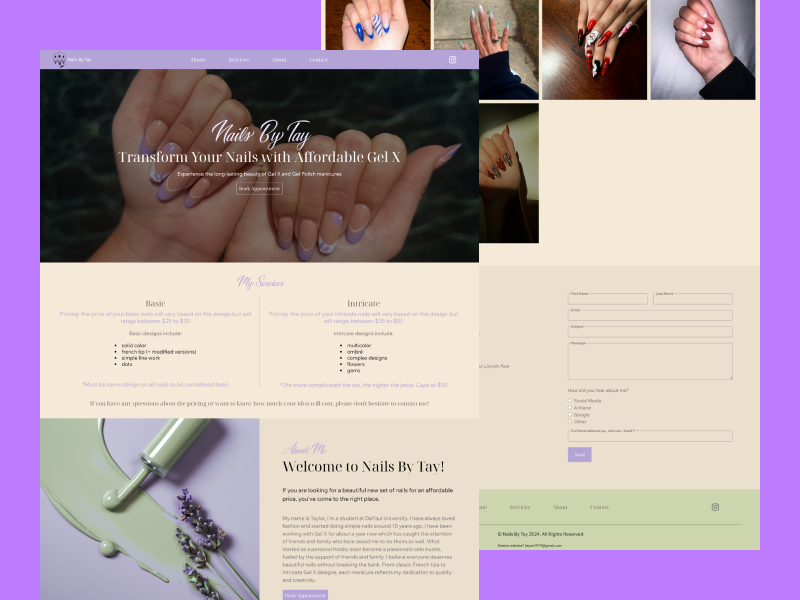 Nails By Tay
Home Services About Contact
Nails By Tay
Transform Your Nails with Affordable Gel X
Experience the long-lasting beauty of Gel X and Gel Polish manicures
Book Appointment
My Services
Basic
Pricing: the price of your basic nails will vary based on the design but will
range between $25 to $30
Basic designs include:
solid color
french tip (+ modified versions)
simple line work
dots
*Must be same design on all nails to be considered basic
Intricate
Pricing: the price of your intricate nails will vary based on the design but
will range between $35 to $50
Intricate designs include:
multicolor
ombré
complex designs
flowers
gems
*The more complicated the set, the higher the price. Caps at $50
If you have any questions about the pricing or want to know how much your idea will cost, please don't hesitate to contact me!
About Me
Welcome to Nails By Tay!
If you are looking for a beautiful new set of nails for an affordable
price, you've come to the right place.
My name is Taylor, I'm a student at DePaul University. I have always loved
fashion and started doing simple nails around 10 years ago. I have been
working with Gel X for about a year now which has caught the attention
of friends and family who have asked me to do theirs as well. What
started as a personal hobby soon became a passionate side hustle,
fueled by the support of friends and family. I believe everyone deserves
beautiful nails without breaking the bank. From classic French tips to
intricate Gel X designs, each manicure reflects my dedication to quality
and creativity.
Book Appointment
Lincoln Park
First Name
Last Name
Email
Subject
Message
How did you hear about me?
Social Media
A friend
Google
Other
If a friend referred you, who can I thank?
Send
Services About Contact
© Nails By Tay 2024. All Rights Reserved